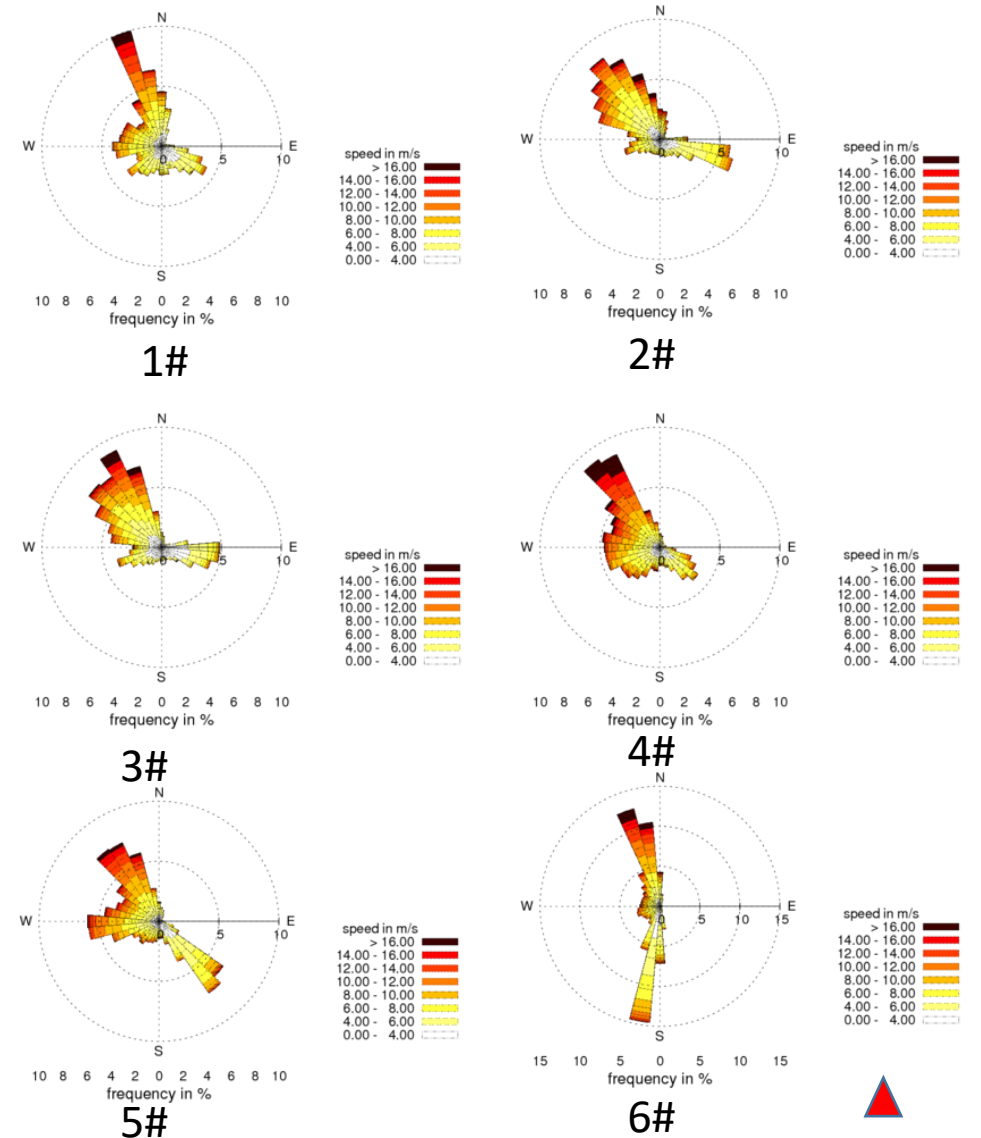 N
W
E
0
5
10
S
speed in m/s
> 16.00
14.00 - 16.00
12.00 - 14.00
10.00 - 12.00
8.00 - 10.00
6.00 - 8.00
4.00 - 6.00
0.00 - 4.00
10 8 6 4 2 0 2 4 6 8 10
frequency in %
1#
N
W
E
0
5
10
S
speed in m/s
> 16.00
14.00 - 16.00
12.00 - 14.00
10.00 - 12.00
8.00 - 10.00
6.00 - 8.00
4.00 - 6.00
0.00 - 4.00
10 8 6 4 2 0 2 4 6 8 10
frequency in %
2#
N
W
E
0
5
10
S
speed in m/s
> 16.00
14.00 - 16.00
12.00 - 14.00
10.00 - 12.00
8.00 - 10.00
6.00 - 8.00
4.00 - 6.00
0.00 - 4.00
10 8 6 4 2 0 2 4 6 8 10
frequency in %
3#
N
W
E
0
5
10
S
speed in m/s
> 16.00
14.00 - 16.00
12.00 - 14.00
10.00 - 12.00
8.00 - 10.00
6.00 - 8.00
4.00 - 6.00
0.00 - 4.00
10 8 6 4 2 0 2 4 6 8 10
frequency in %
4#
N
W
E
0
5
10
S
speed in m/s
> 16.00
14.00 - 16.00
12.00 - 14.00
10.00 - 12.00
8.00 - 10.00
6.00 - 8.00
4.00 - 6.00
0.00 - 4.00
10 8 6 4 2 0 2 4 6 8 10
frequency in %
5#
N
W
E
0
5
10
15
S
speed in m/s
> 16.00
14.00 - 16.00
12.00 - 14.00
10.00 - 12.00
8.00 - 10.00
6.00 - 8.00
4.00 - 6.00
0.00 - 4.00
15 10 5 0 5 10 15
frequency in %
6#